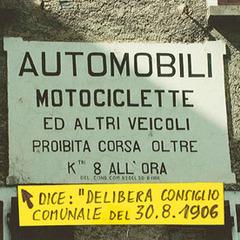 AUTOMOBILI
MOTOCICLETTE
ED ALTRI VEICOLI
PROIBITA CORSA OLTRE
KTRI 8 ALL'ORA
DICE: "DELIBERA CONSIGLIO
COMUNALE DEL 30.8.1906